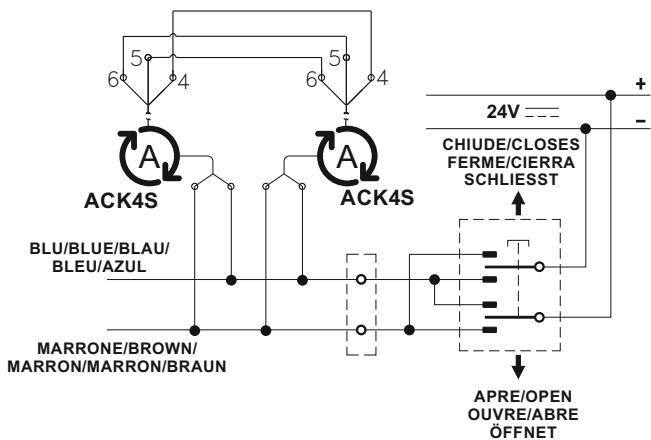 5
5
6
4
6
4
+
24V
−
A
A
ACK4S
ACK4S
CHIUDE/CLOSES
FERME/CIERRA
SCHLIESST
BLU/BLUE/BLAU/
BLEU/AZUL
MARRONE/BROWN/
MARRON/MARRON/BRAUN
APRE/OPEN
OUVRE/ABRE
ÖFFNET